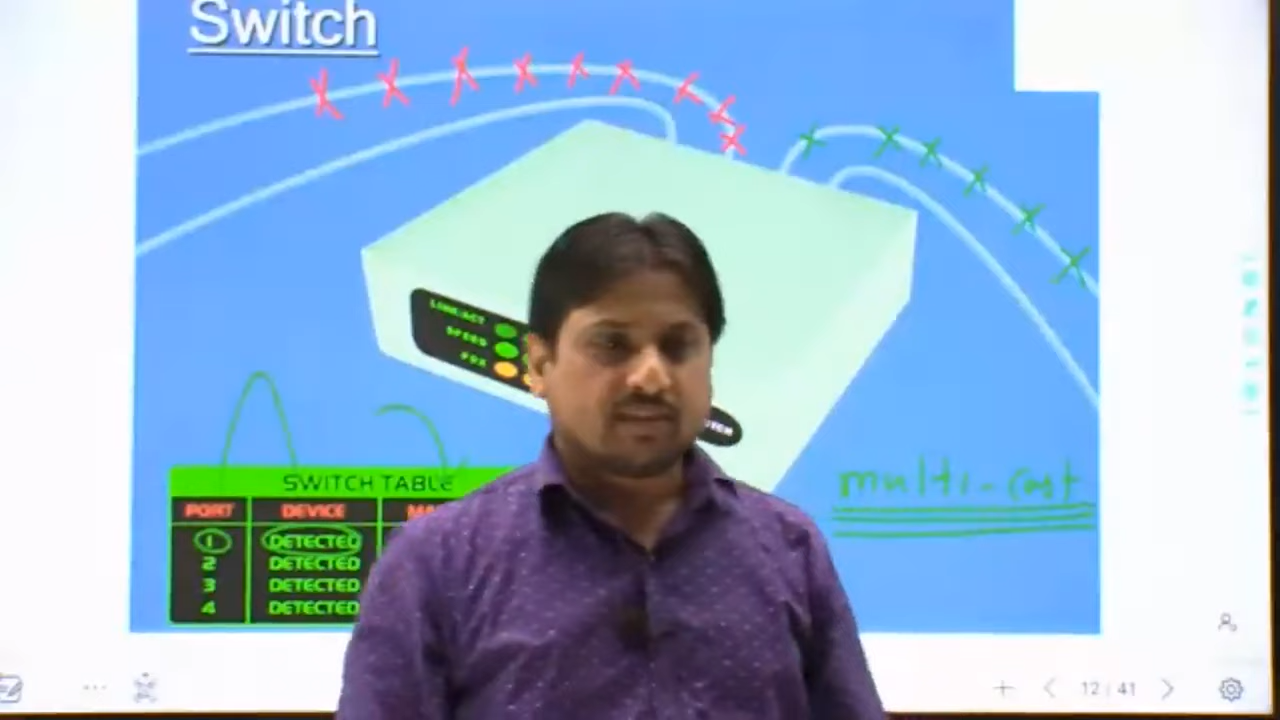 Switch
LINK/ACT
SPEED
FDX
multi-cast
SWITCH TABLE
PORT DEVICE
1 DETECTED
2 DETECTED
3 DETECTED
4 DETECTED
12 / 41